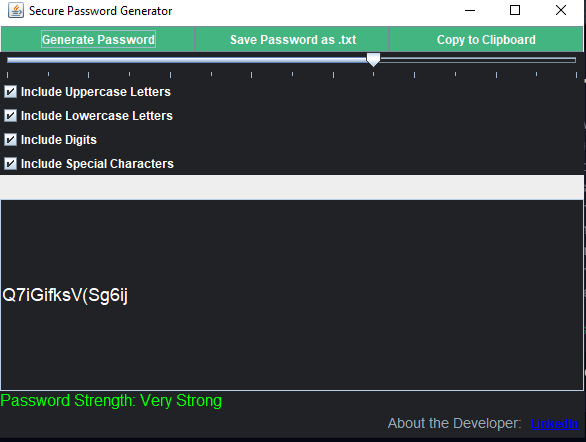 Secure Password Generator
Generate Password Save Password as .txt Copy to Clipboard
Include Uppercase Letters
Include Lowercase Letters
Include Digits
Include Special Characters
Q7iGifksV(Sg6ij
Password Strength: Very Strong
About the Developer: LinkedIn